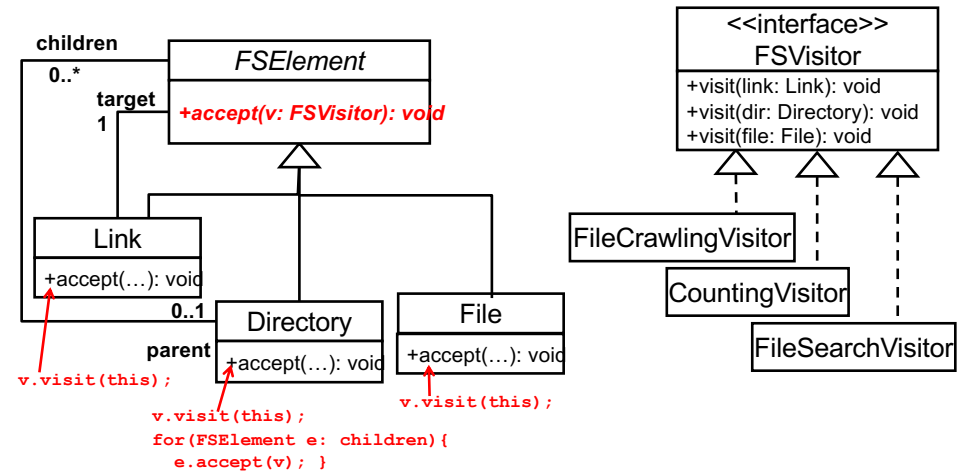 children
0..*
FSElement
target
1
+accept(v: FSVisitor): void
Link
+accept(…): void
0..1
parent
Directory
+accept(…): void
File
+accept(…): void
v.visit(this);
v.visit(this);
for(FSElement e: children){
e.accept(v); }
v.visit(this);
<<interface>>
FSVisitor
+visit(link: Link): void
+visit(dir: Directory): void
+visit(file: File): void
FileCrawlingVisitor
CountingVisitor
FileSearchVisitor